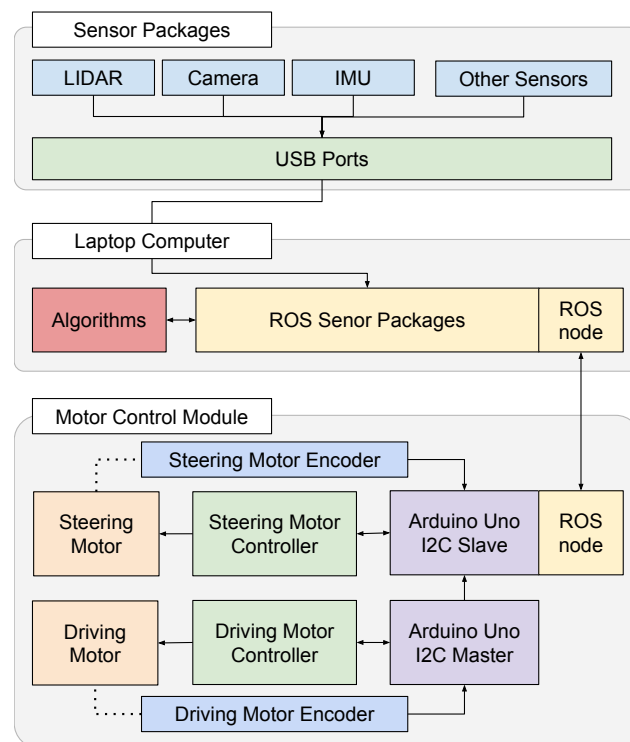 Sensor Packages
LIDAR
Camera
IMU
Other Sensors
USB Ports
Laptop Computer
Algorithms
ROS Senor Packages
ROS
node
Motor Control Module
Steering Motor Encoder
Steering
Motor
Steering Motor
Controller
Arduino Uno
I2C Slave
ROS
node
Driving
Motor
Driving Motor
Controller
Arduino Uno
I2C Master
Driving Motor Encoder